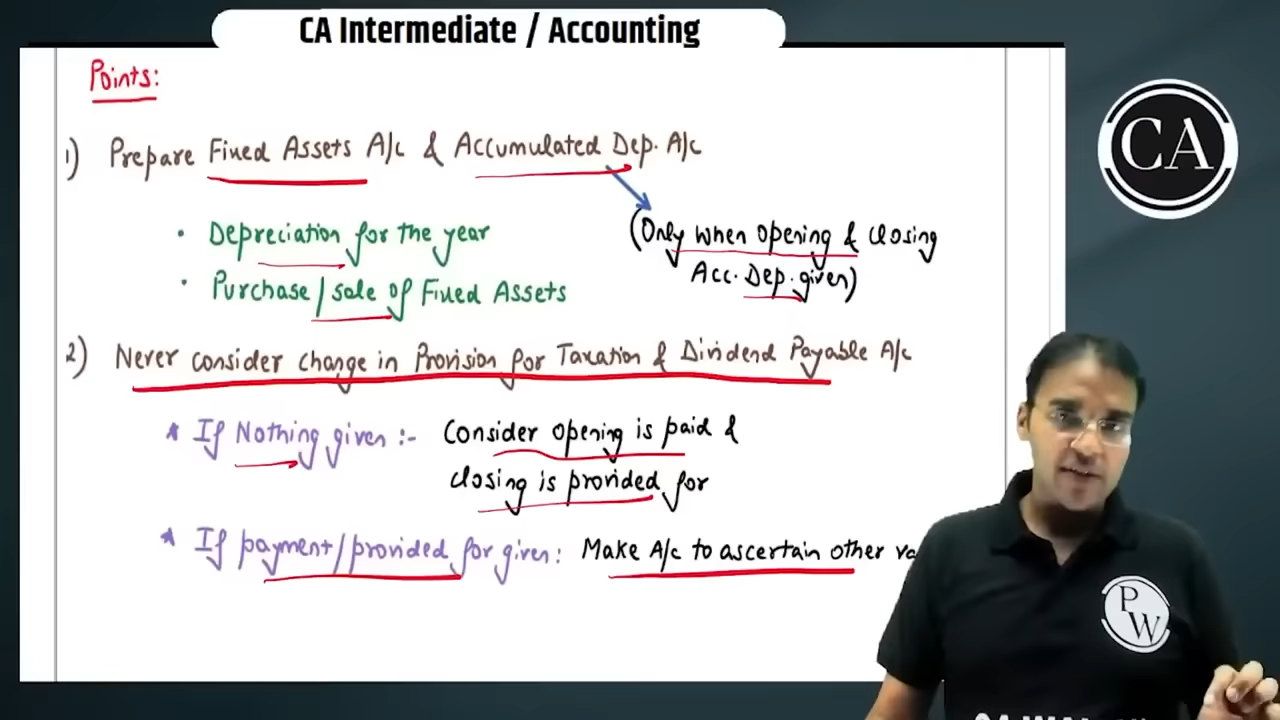 CA Intermediate / Accounting
Points:
1) Prepare Fixed Assets A/c & Accumulated Dep. A/c
• Depreciation for the year
(Only when opening & closing
Acc. Dep. given)
• Purchase / sale of Fixed Assets
2) Never consider change in Provision for Taxation & Dividend Payable A/c
* If Nothing given :- Consider opening is paid &
closing is provided for
* If payment / provided for given : Make A/c to ascertain other
CA
P
W